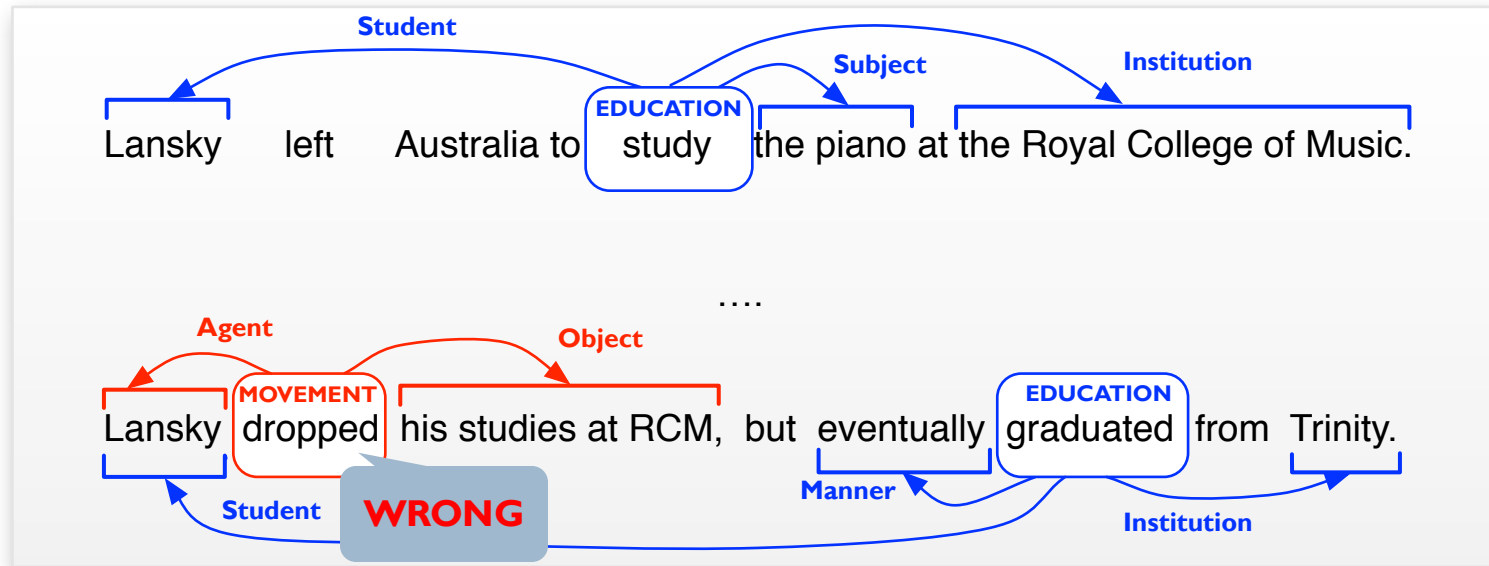 Student
Subject
Institution
EDUCATION
Lansky left Australia to study the piano at the Royal College of Music.
....
Agent
Object
MOVEMENT
EDUCATION
Lansky dropped his studies at RCM, but eventually graduated from Trinity.
Manner
Student
WRONG
Institution